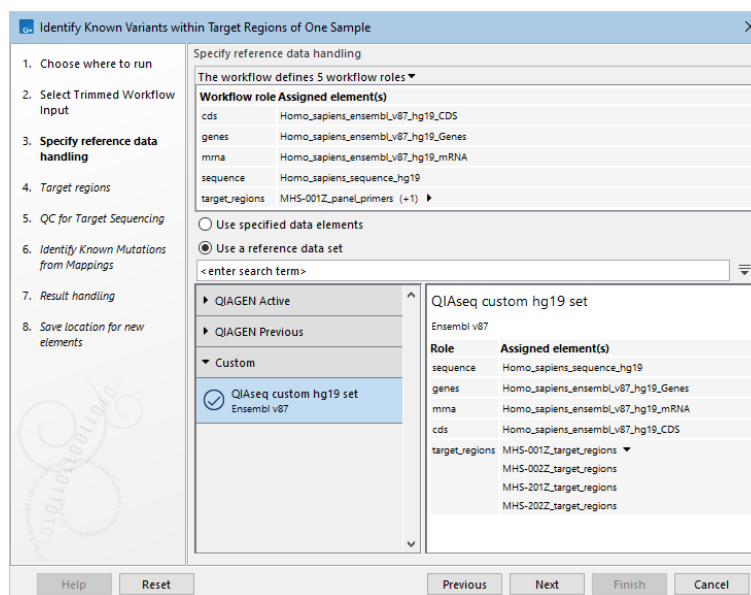 Identify Known Variants within Target Regions of One Sample
1. Choose where to run
2. Select Trimmed Workflow
Input
3. Specify reference data
handling
4. Target regions
5. QC for Target Sequencing
6. Identify Known Mutations
from Mappings
7. Result handling
8. Save location for new
elements
Specify reference data handling
The workflow defines 5 workflow roles
Workflow role Assigned element(s)
cds Homo_sapiens_ensembl_v87_hg19_CDS
genes Homo_sapiens_ensembl_v87_hg19_Genes
mrna Homo_sapiens_ensembl_v87_hg19_mRNA
sequence Homo_sapiens_sequence_hg19
target_regions MHS-001Z_panel_primers (+1)
Use specified data elements
Use a reference data set
<enter search term>
QIAGEN Active
QIAGEN Previous
Custom
QIAseq custom hg19 set
Ensembl v87
QIAseq custom hg19 set
Ensembl v87
Role Assigned element(s)
sequence Homo_sapiens_sequence_hg19
genes Homo_sapiens_ensembl_v87_hg19_Genes
mrna Homo_sapiens_ensembl_v87_hg19_mRNA
cds Homo_sapiens_ensembl_v87_hg19_CDS
target_regions MHS-001Z_target_regions
MHS-002Z_target_regions
MHS-201Z_target_regions
MHS-202Z_target_regions
Help Reset Previous Next Finish Cancel